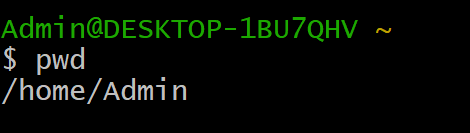 Admin@DESKTOP-1BU7QHV ~
$ pwd
/home/Admin